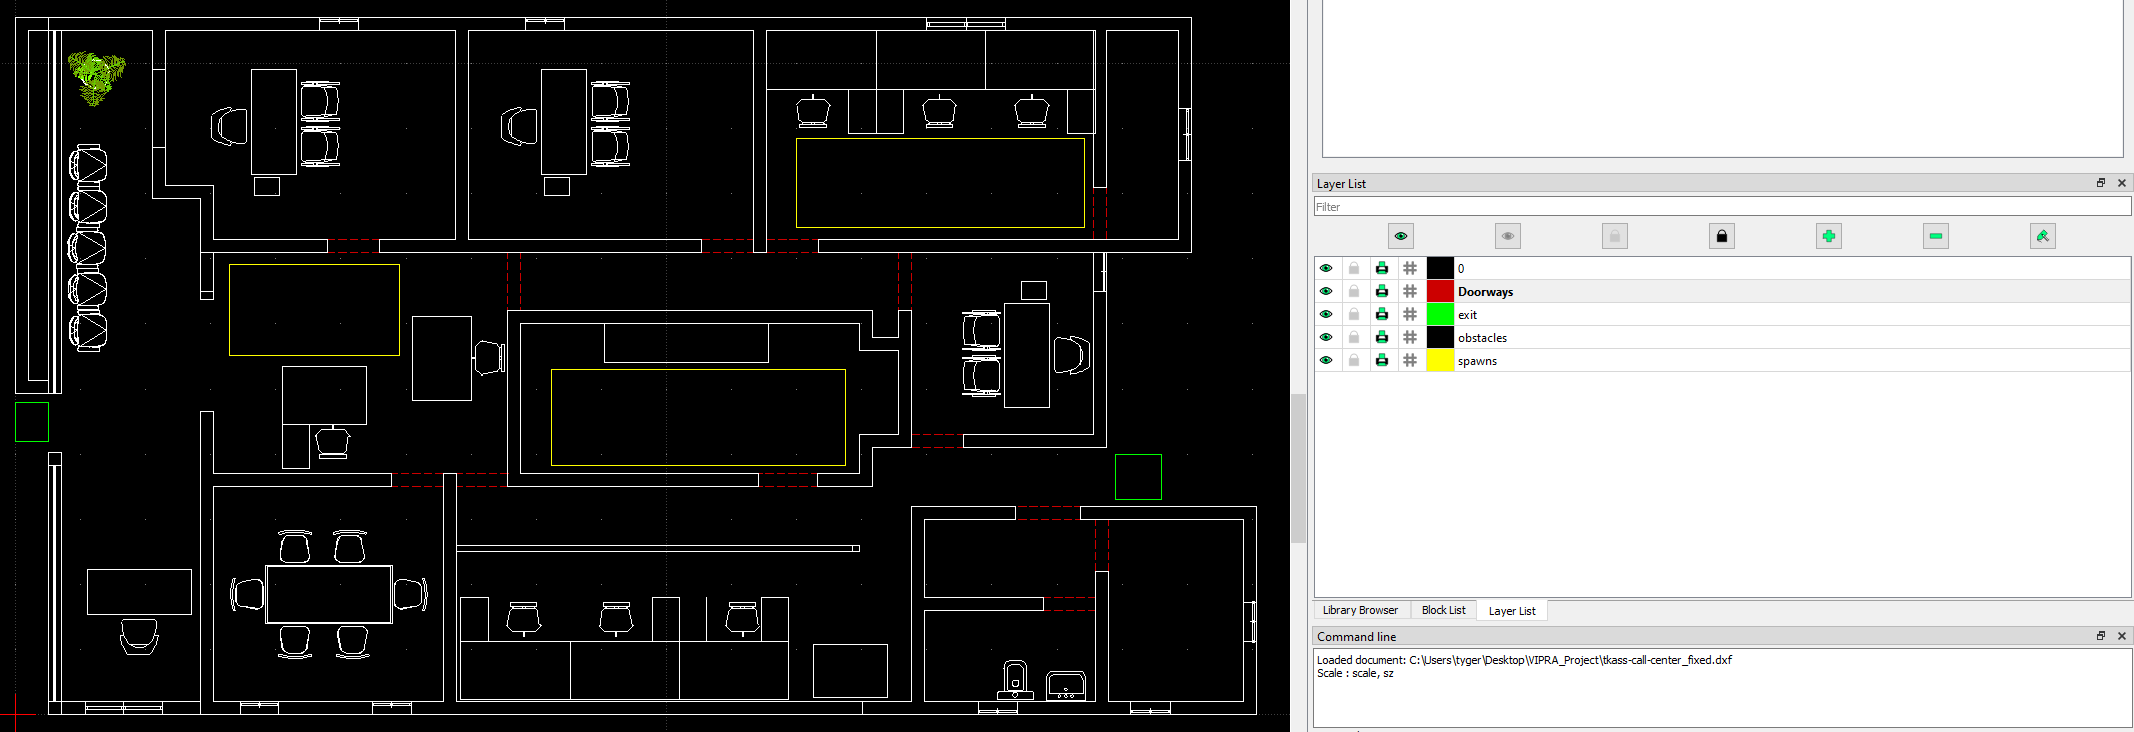 Layer List
Filter
0
Doorways
exit
obstacles
spawns
Library Browser
Block List
Layer List
Command line
Loaded document: C:\Users\tyger\Desktop\VIPRA_Project\tkass-call-center_fixed.dxf
Scale : scale, sz